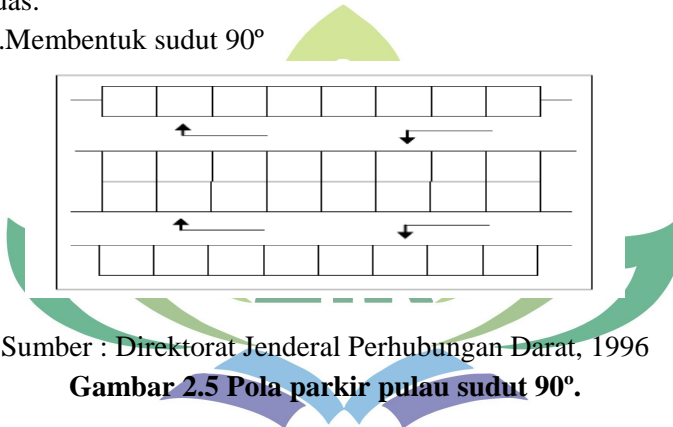 .Membentuk sudut 90º
Sumber : Direktorat Jenderal Perhubungan Darat, 1996
Gambar 2.5 Pola parkir pulau sudut 90º.